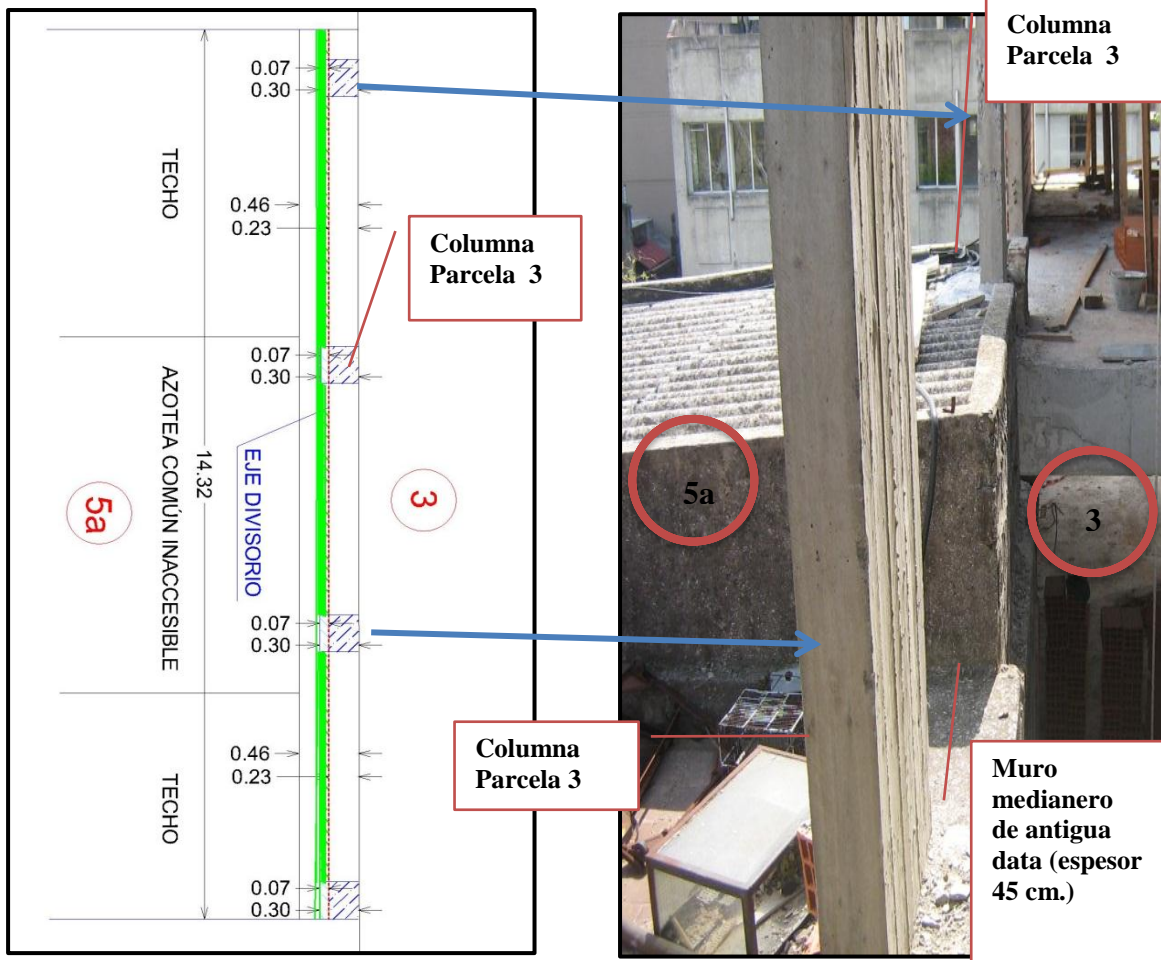 0.07
0.30
TECHO
0.46
0.23
Columna
Parcela 3
0.07
0.30
AZOTEA COMÚN INACCESIBLE
14.32
EJE DIVISORIO
5a
3
0.07
0.30
0.46
0.23
TECHO
0.07
0.30
Columna
Parcela 3
5a
3
Columna
Parcela 3
Muro
medianero
de antigua
data (espesor
45 cm.)